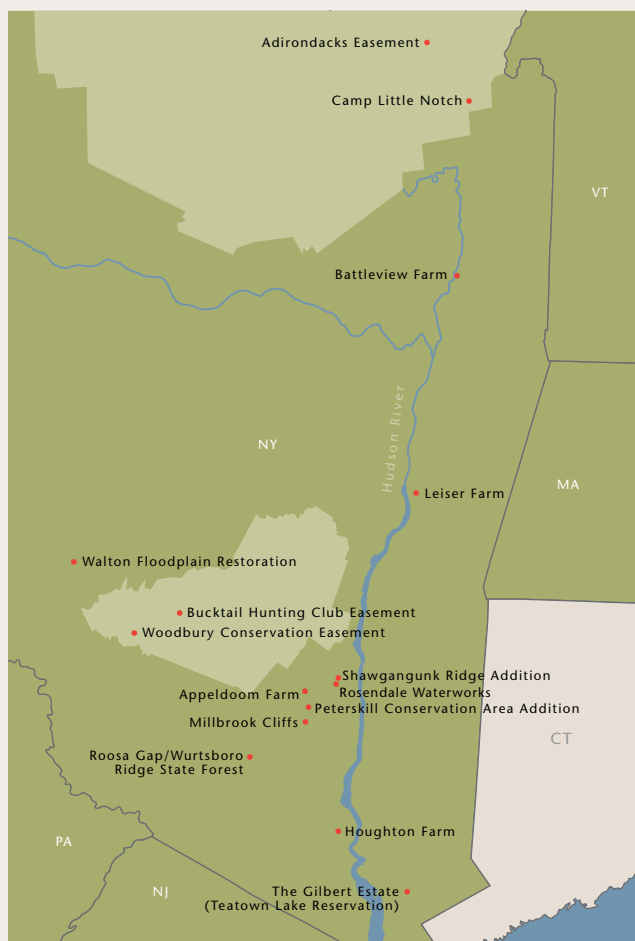 Adirondacks Easement
Camp Little Notch
VT
Battleview Farm
Hudson River
NY
MA
Leiser Farm
Walton Floodplain Restoration
Bucktail Hunting Club Easement
Woodbury Conservation Easement
Shawgangunk Ridge Addition
Appeldoom Farm
Rosendale Waterworks
Peterskill Conservation Area Addition
Millbrook Cliffs
CT
Roosa Gap/Wurtsboro
Ridge State Forest
Houghton Farm
PA
NJ
The Gilbert Estate
(Teatown Lake Reservation)